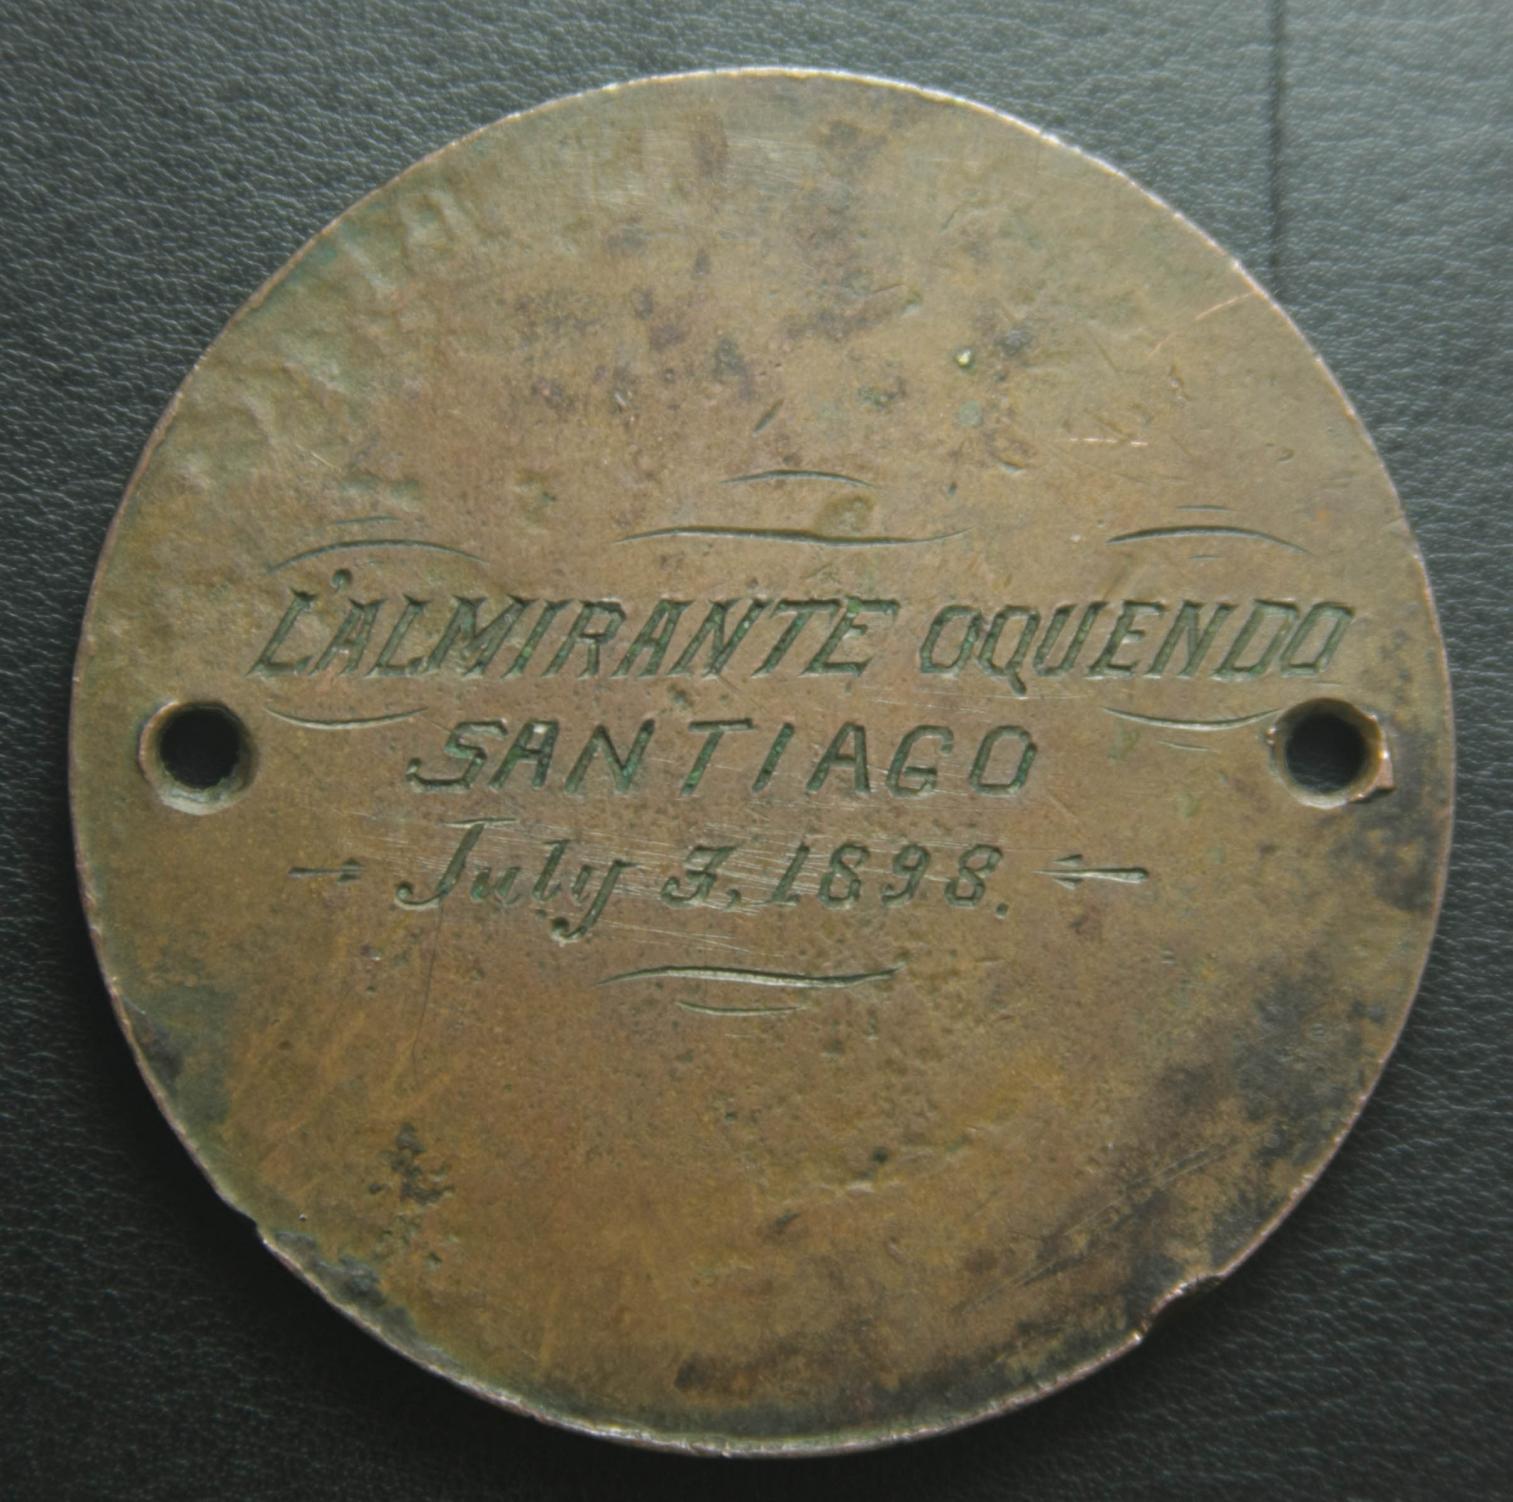 L'ALMIRANTE OQUENDO
SANTIAGO
July 3, 1898.